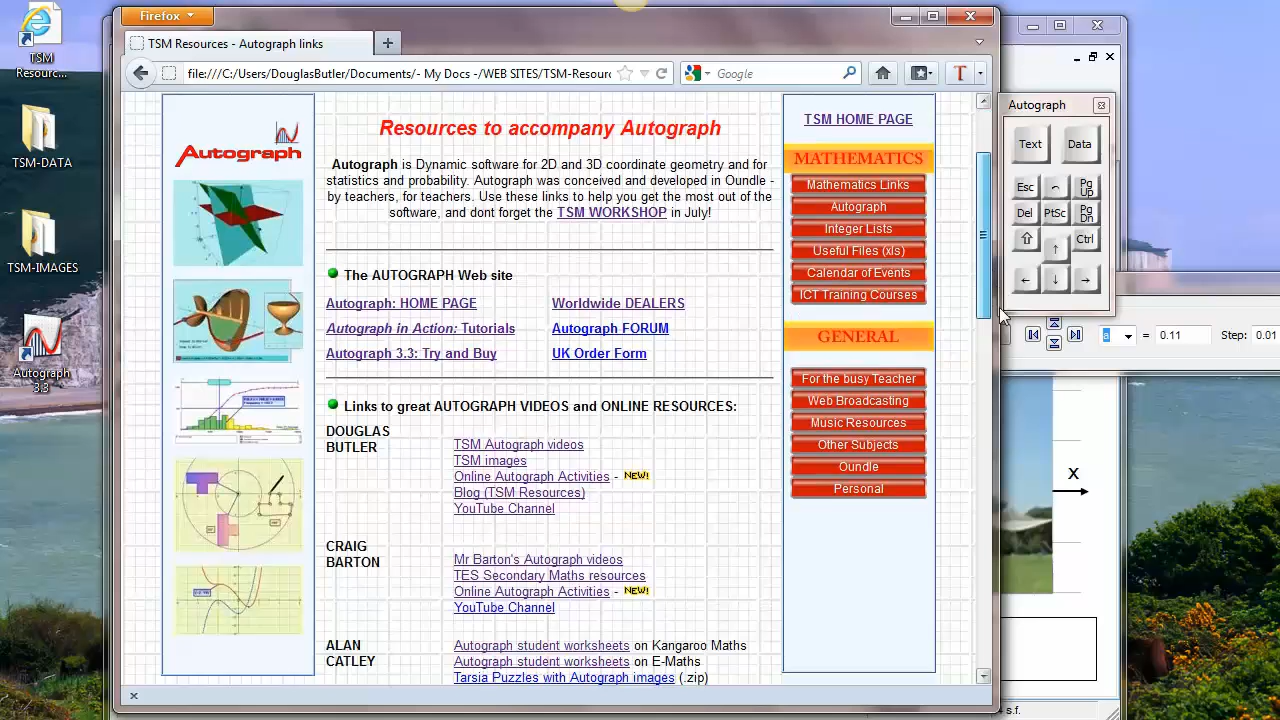 TSM
Resourc...
TSM-DATA
TSM-IMAGES
Autograph
3.3
Firefox
TSM Resources - Autograph links
file:///C:/Users/DouglasButler/Documents/- My Docs -/WEB SITES/TSM-Resourc
Google
Autograph
Resources to accompany Autograph
Autograph is Dynamic software for 2D and 3D coordinate geometry and for
statistics and probability. Autograph was conceived and developed in Oundle -
by teachers, for teachers. Use these links to help you get the most out of the
software, and dont forget the TSM WORKSHOP in July!
The AUTOGRAPH Web site
Autograph: HOME PAGE Worldwide DEALERS
Autograph in Action: Tutorials Autograph FORUM
Autograph 3.3: Try and Buy UK Order Form
Links to great AUTOGRAPH VIDEOS and ONLINE RESOURCES:
DOUGLAS
BUTLER
TSM Autograph videos
TSM images
Online Autograph Activities - NEW!
Blog (TSM Resources)
YouTube Channel
CRAIG
BARTON
Mr Barton's Autograph videos
TES Secondary Maths resources
Online Autograph Activities - NEW!
YouTube Channel
ALAN
CATLEY
Autograph student worksheets on Kangaroo Maths
Autograph student worksheets on E-Maths
Tarsia Puzzles with Autograph images (.zip)
TSM HOME PAGE
MATHEMATICS
Mathematics Links
Autograph
Integer Lists
Useful Files (xls)
Calendar of Events
ICT Training Courses
GENERAL
For the busy Teacher
Web Broadcasting
Music Resources
Other Subjects
Oundle
Personal
Autograph
Text Data
Esc Pg Up
Del PtSc Pg Dn
Ctrl
a = 0.11 Step: 0.01
x
s.f.